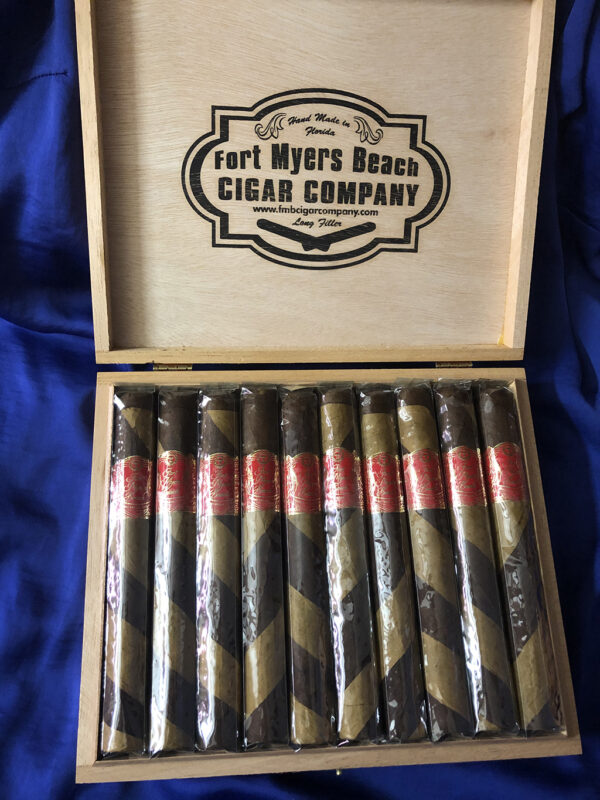 Hand Made in
Florida
Fort Myers Beach
CIGAR COMPANY
www.fmbcigarcompany.com
Long Filler